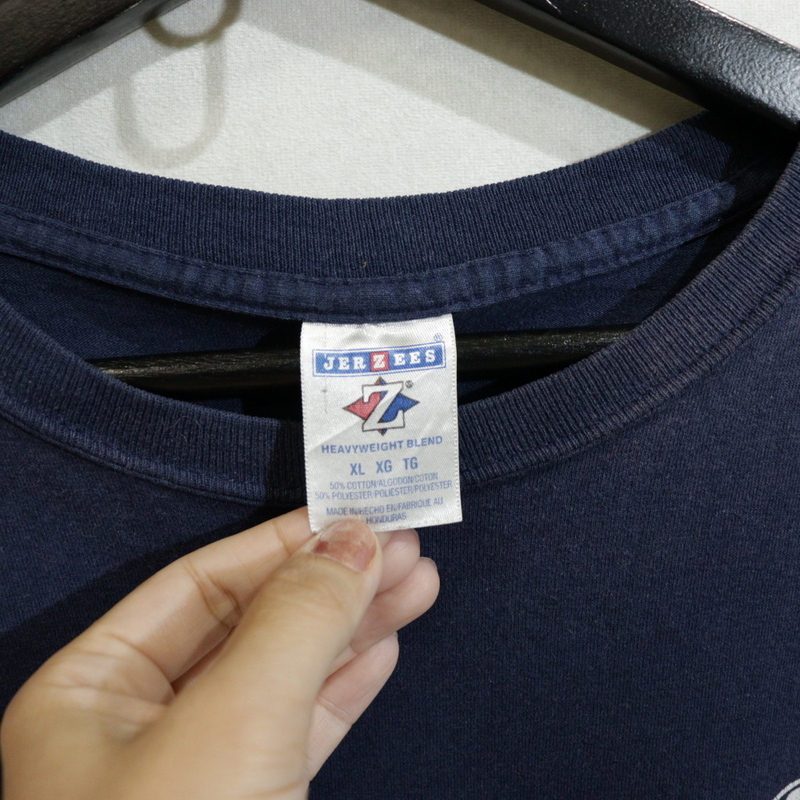 JERZEES®
Z®
HEAVYWEIGHT BLEND
XL XG TG
50% COTTON/ALGODON/COTON
50% POLYESTER/POLIESTER/POLYESTER
MADE IN/HECHO EN/FABRIQUE AU
HONDURAS